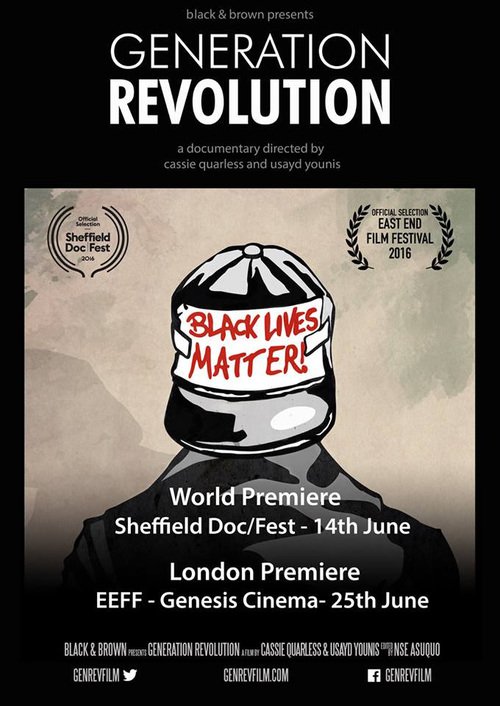 black & brown presents
GENERATION
REVOLUTION
a documentary directed by
cassie quarless and usayd younis
Official
Selection
Sheffield
Doc|Fest
2016
OFFICIAL SELECTION
EAST END
FILM FESTIVAL
2016
BLACK LIVES
MATTER!
World Premiere
Sheffield Doc/Fest - 14th June
London Premiere
EEFF - Genesis Cinema- 25th June
BLACK & BROWN PRESENTS GENERATION REVOLUTION A FILM BY CASSIE QUARLESS & USAYD YOUNIS EDITED BY NSE ASUQUO
GENREVFILM GENREVFILM.COM GENREVFILM